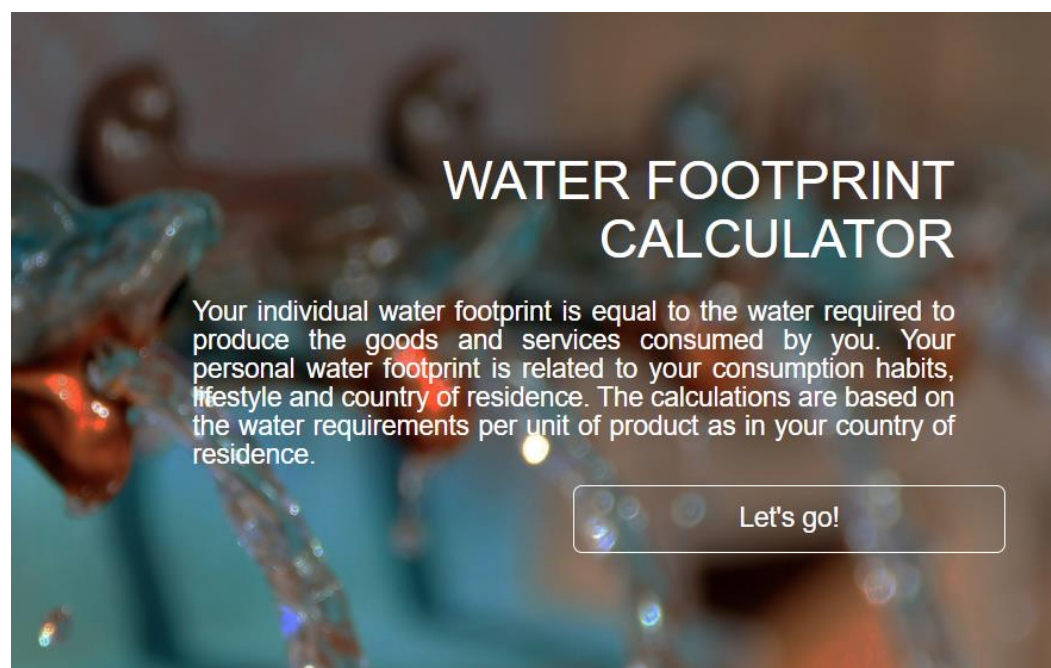 WATER FOOTPRINT
CALCULATOR
Your individual water footprint is equal to the water required to
produce the goods and services consumed by you. Your
personal water footprint is related to your consumption habits,
lifestyle and country of residence. The calculations are based on
the water requirements per unit of product as in your country of
residence.
Let's go!